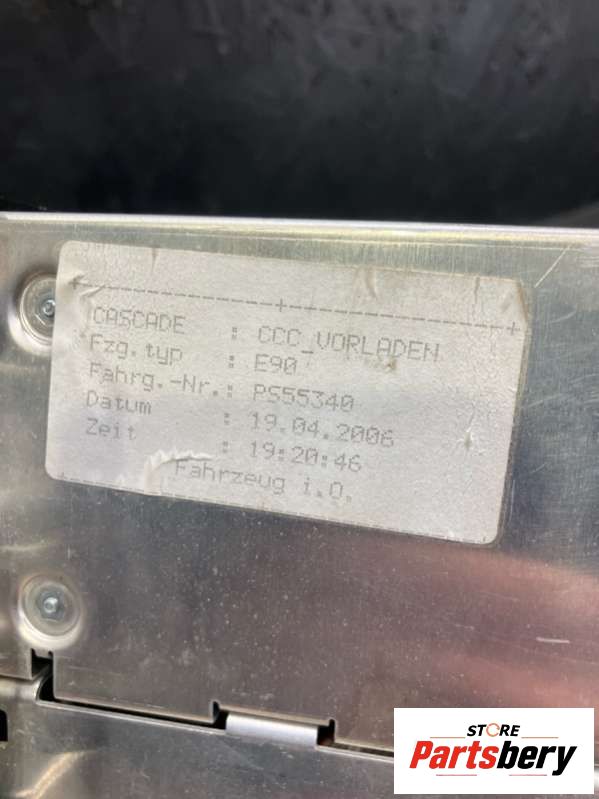 CASCADE : CCC_VORLADEN
Fzg.typ : E90
Fahrg.-Nr.: PS55340
Datum : 19.04.2006
Zeit : 19:20:46
Fahrzeug i.O.
STORE
Partsbery